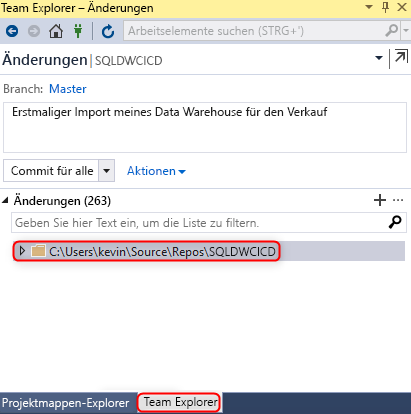 Team Explorer – Änderungen
Arbeitselemente suchen (STRG+')
Änderungen | SQLDWCICD
Branch: Master
Erstmaliger Import meines Data Warehouse für den Verkauf
Commit für alle Aktionen
Änderungen (263)
Geben Sie hier Text ein, um die Liste zu filtern.
C:\Users\kevin\Source\Repos\SQLDWCICD
Projektmappen-Explorer Team Explorer